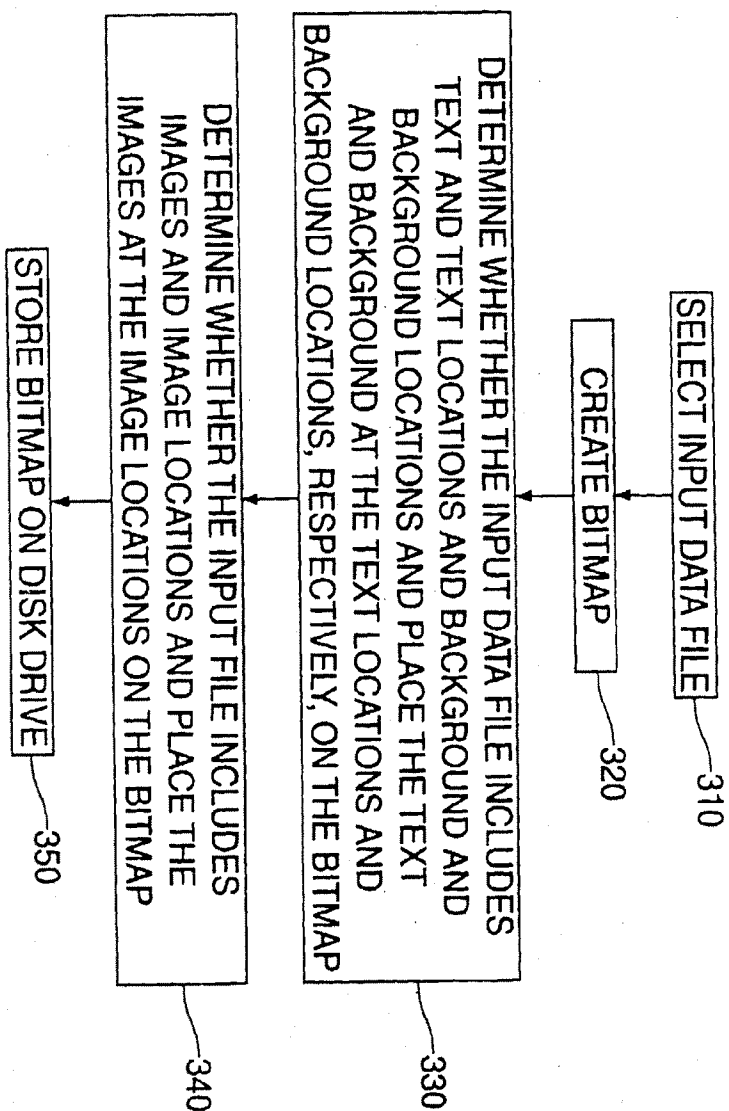 SELECT INPUT DATA FILE
310
CREATE BITMAP
320
DETERMINE WHETHER THE INPUT DATA FILE INCLUDES
TEXT AND TEXT LOCATIONS AND BACKGROUND AND
BACKGROUND LOCATIONS AND PLACE THE TEXT
AND BACKGROUND AT THE TEXT LOCATIONS AND
BACKGROUND LOCATIONS, RESPECTIVELY, ON THE BITMAP
330
DETERMINE WHETHER THE INPUT FILE INCLUDES
IMAGES AND IMAGE LOCATIONS AND PLACE THE
IMAGES AT THE IMAGE LOCATIONS ON THE BITMAP
340
STORE BITMAP ON DISK DRIVE
350